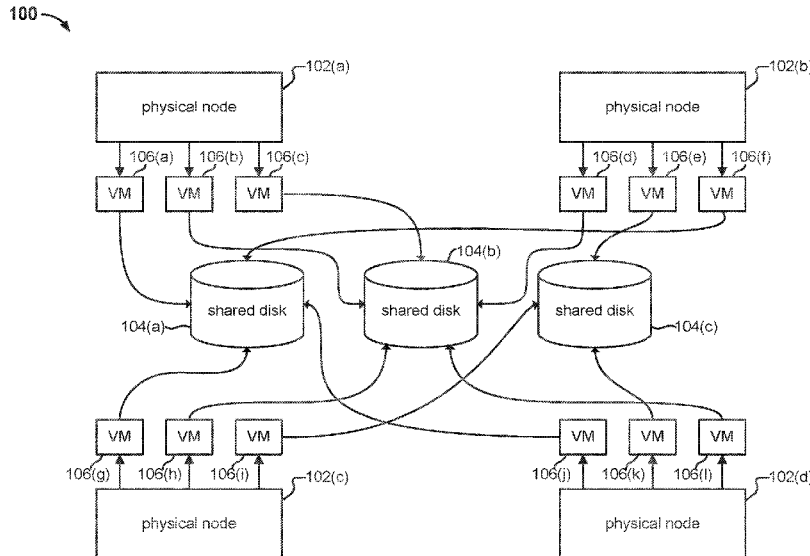 100
102(a)
102(b)
physical node
physical node
106(a)
106(b)
106(c)
106(d)
106(e)
106(f)
VM
VM
VM
VM
VM
VM
104(b)
shared disk
shared disk
shared disk
104(a)
104(c)
VM
VM
VM
VM
VM
VM
106(g)
106(h)
106(i)
106(j)
106(k)
106(l)
102(c)
102(d)
physical node
physical node